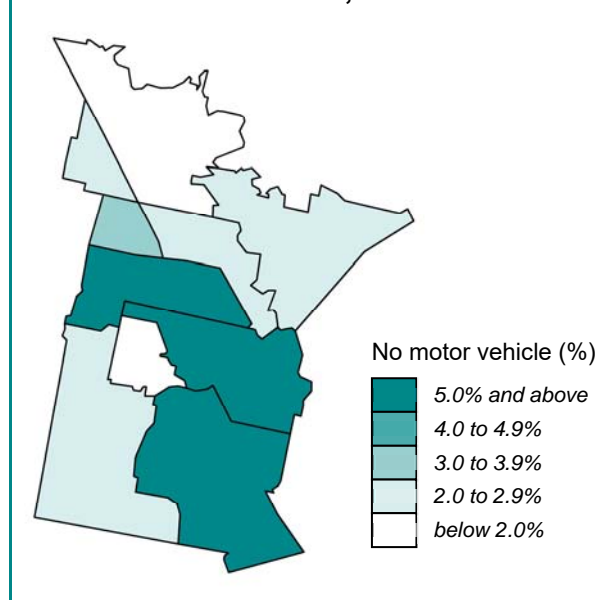 No motor vehicle (%)
5.0% and above
4.0 to 4.9%
3.0 to 3.9%
2.0 to 2.9%
below 2.0%